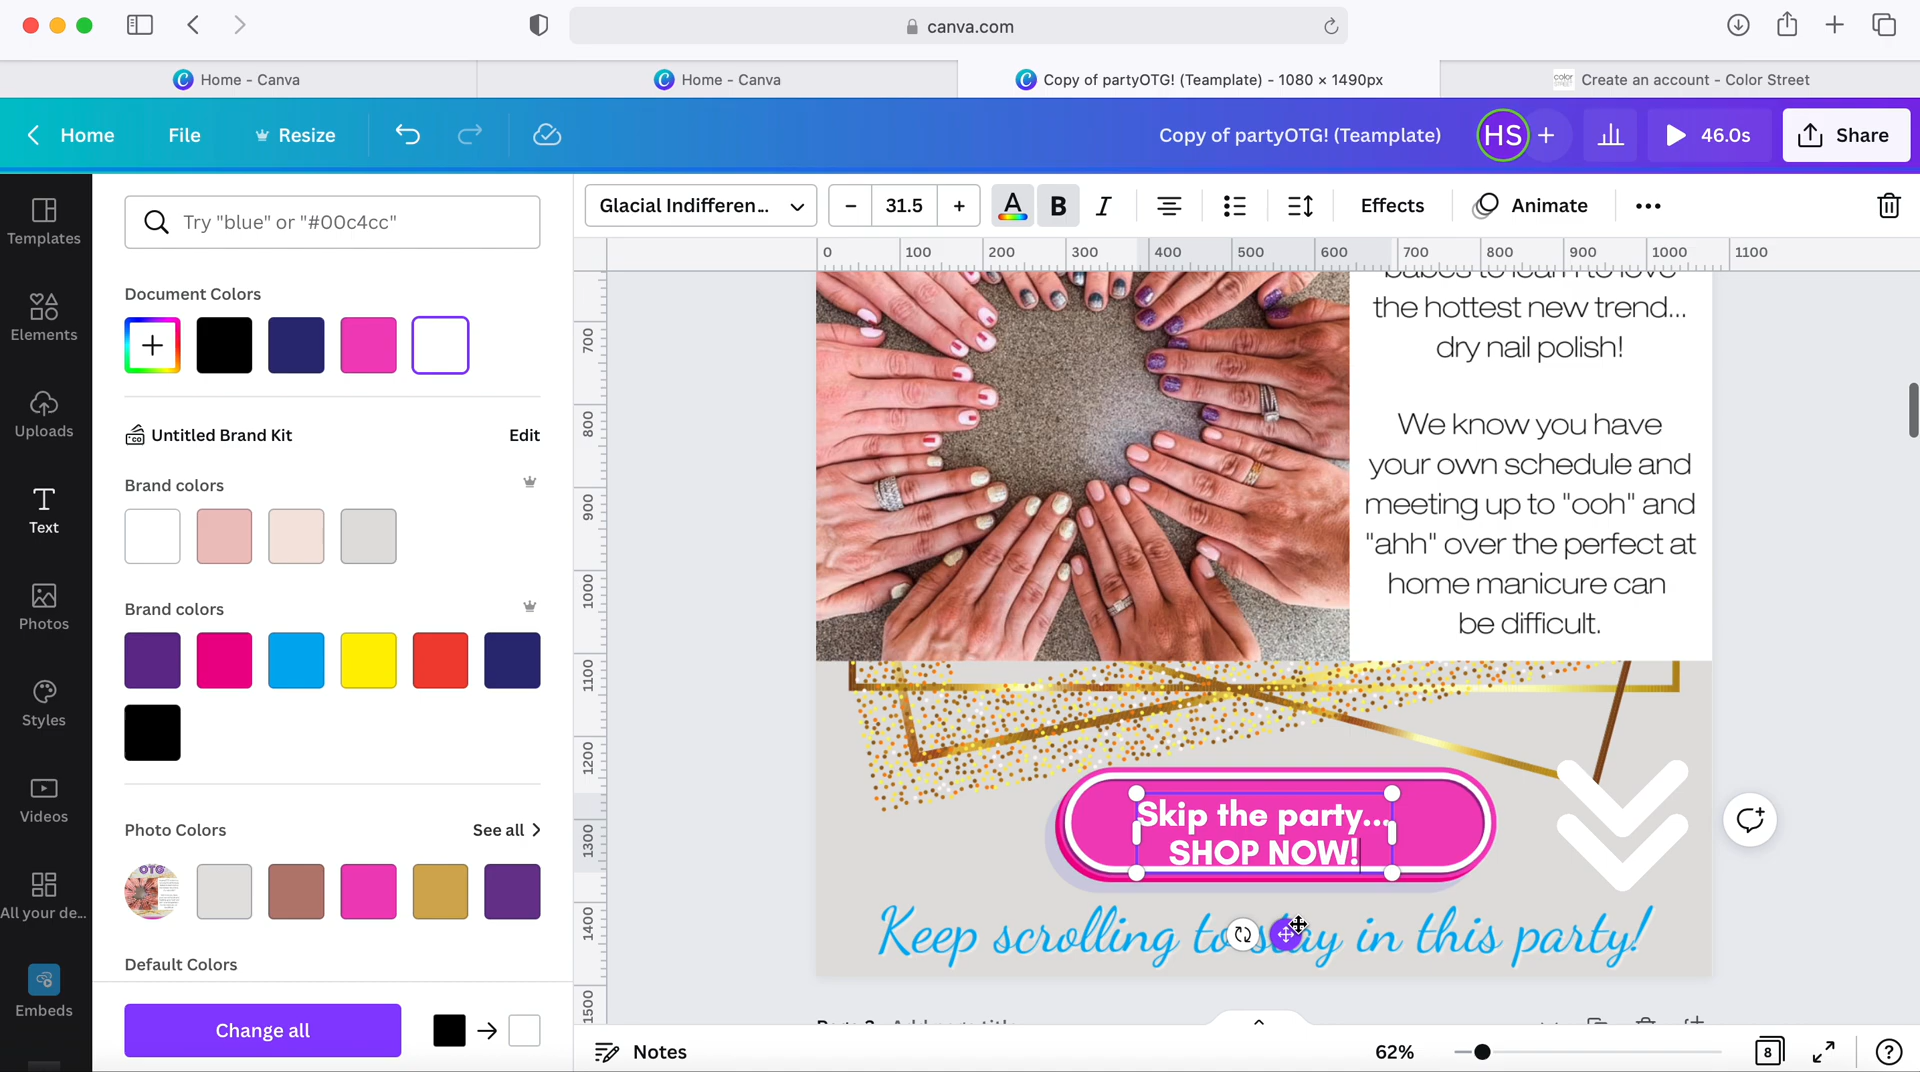 canva.com
Home - Canva
Home - Canva
Copy of partyOTG! (Teamplate) - 1080 × 1490px
Create an account - Color Street
Home
File
Resize
Copy of partyOTG! (Teamplate)
HS
46.0s
Share
Templates
Elements
Uploads
Text
Photos
Styles
Videos
All your de...
Embeds
Try "blue" or "#00c4cc"
Document Colors
Untitled Brand Kit
Edit
Brand colors
Brand colors
Photo Colors
See all
OTG
Default Colors
Change all
Glacial Indifferen...
31.5
A
B
I
Effects
Animate
0 100 200 300 400 500 600 700 800 900 1000 1100
700
800
900
1000
1100
1200
1300
1400
1500
babes to learn to love
the hottest new trend...
dry nail polish!
We know you have
your own schedule and
meeting up to "ooh" and
"ahh" over the perfect at
home manicure can
be difficult.
Skip the party...
SHOP NOW!
Keep scrolling to stay in this party!
Notes
62%
8